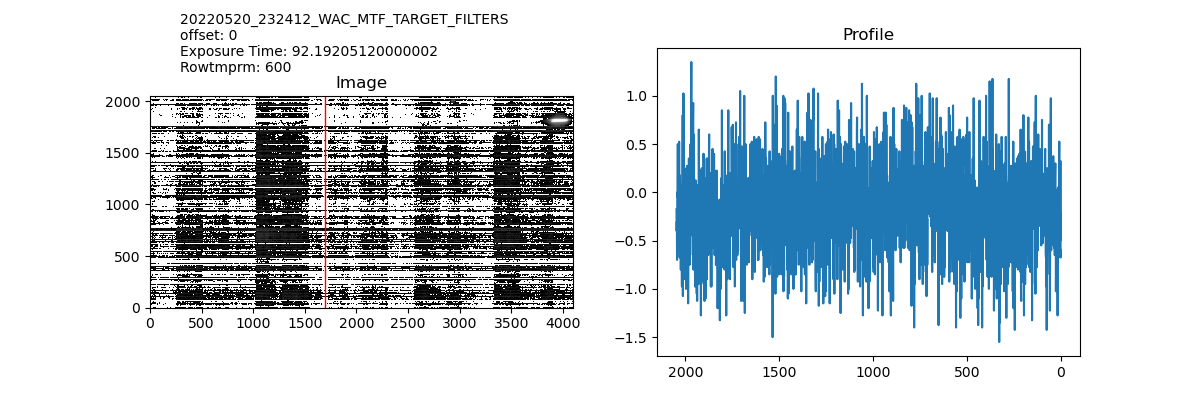 20220520_232412_WAC_MTF_TARGET_FILTERS
offset: 0
Exposure Time: 92.19205120000002
Rowtmprm: 600
Image
2000
1500
1000
500
0
0 500 1000 1500 2000 2500 3000 3500 4000
Profile
1.0
0.5
0.0
−0.5
−1.0
−1.5
2000 1500 1000 500 0